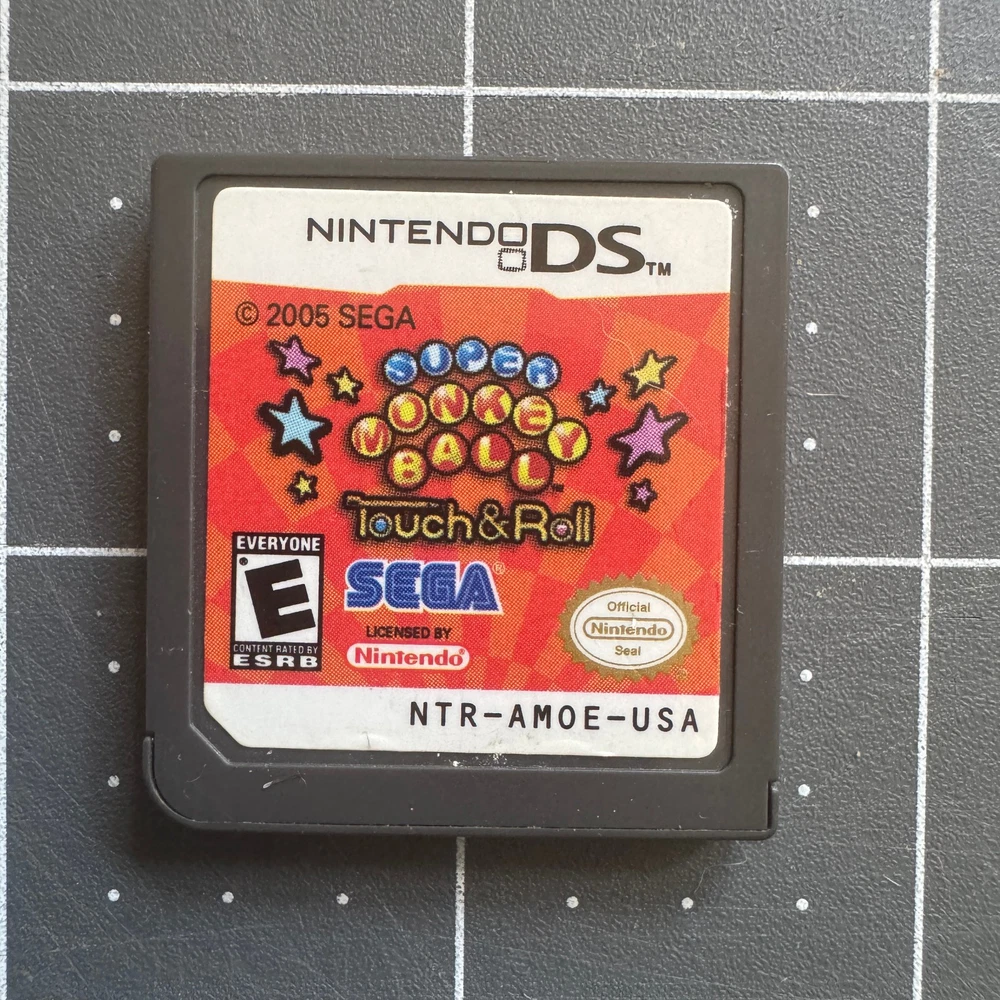 NINTENDO DS™
© 2005 SEGA
SUPER
MONKEY
BALL™
Touch & Roll
EVERYONE
E
CONTENT RATED BY
ESRB
SEGA®
LICENSED BY
Nintendo®
Official
Nintendo
Seal
NTR-AMOE-USA